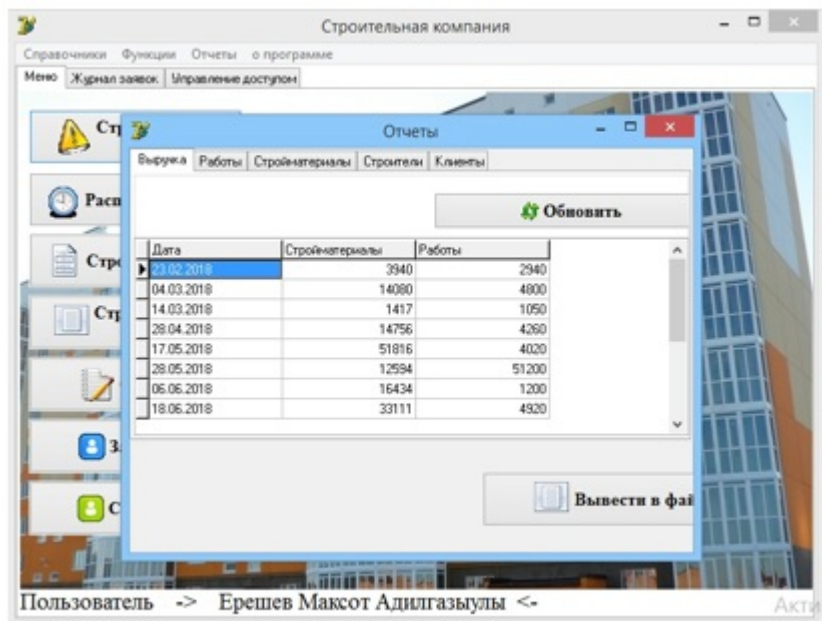 Строительная компания
Справочники Функции Отчеты о программе
Меню Журнал заявок Управление доступом
Отчеты
Выручка Работы Стройматериалы Строители Клиенты
Обновить
Дата Стройматериалы Работы
23.02.2018 3940 2940
04.03.2018 14080 4800
14.03.2018 1417 1050
28.04.2018 14756 4260
17.05.2018 51816 4020
28.05.2018 12594 51200
06.06.2018 16434 1200
18.06.2018 33111 4920
Вывести в фай
Пользователь -> Ерешев Максот Адилгазыулы <-